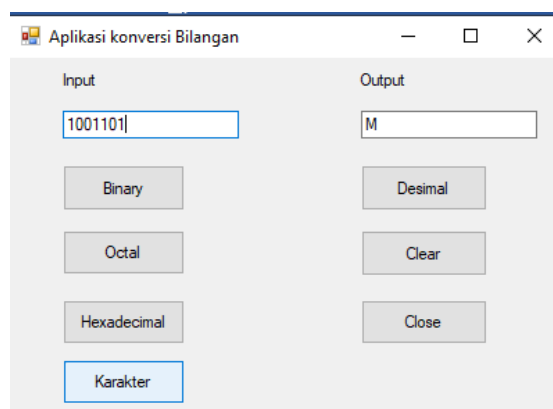 Aplikasi konversi Bilangan
Input Output
1001101 M
Binary Desimal
Octal Clear
Hexadecimal Close
Karakter